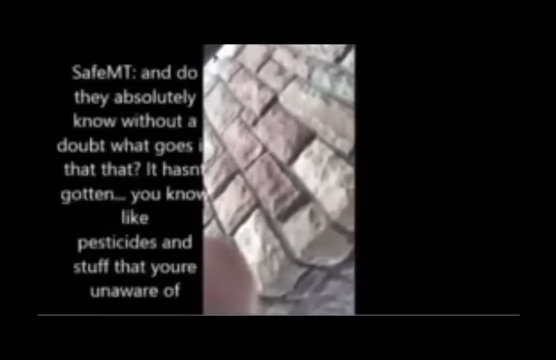 SafeMT: and do
they absolutely
know without a
doubt what goes
that that? It hasnt
gotten... you know
like
pesticides and
stuff that youre
unaware of